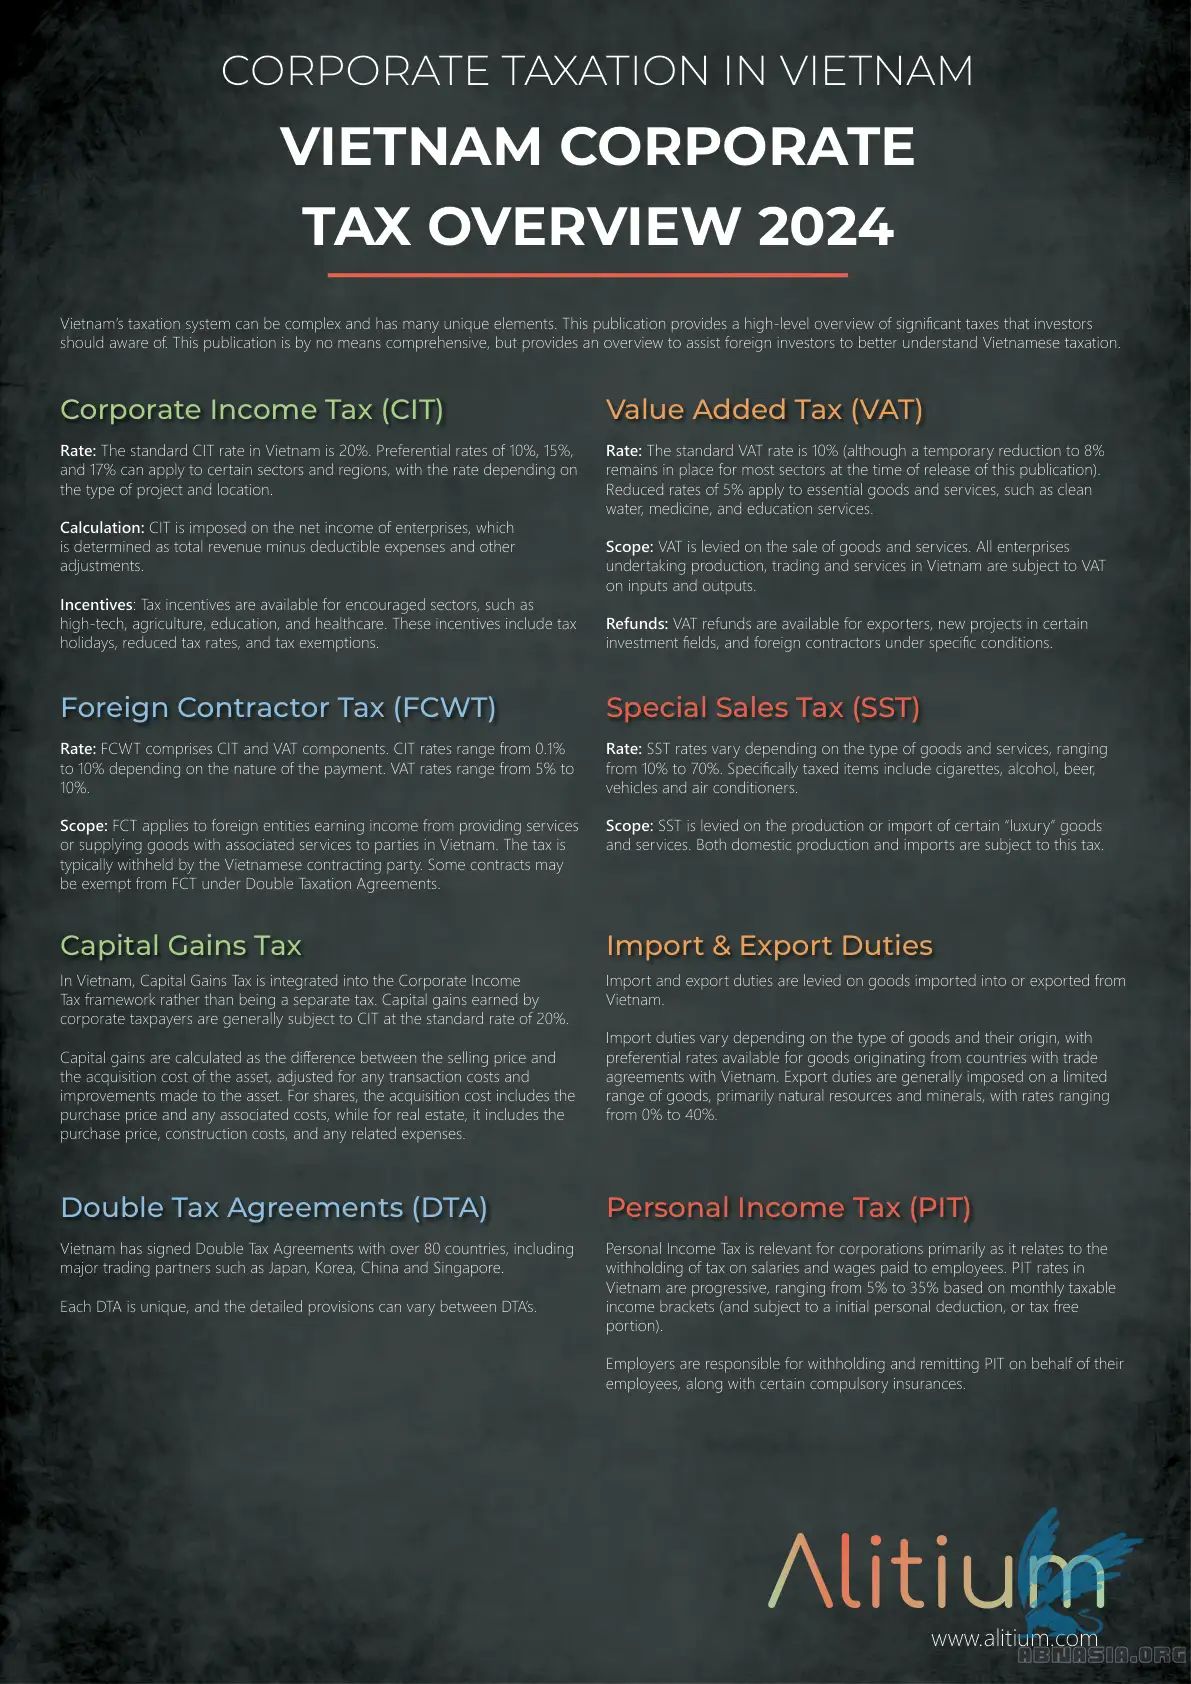 CORPORATE TAXATION IN VIETNAM
VIETNAM CORPORATE
TAX OVERVIEW 2024
Vietnam's taxation system can be complex and has many unique elements. This publication provides a high-level overview of significant taxes that investors
should aware of. This publication is by no means comprehensive, but provides an overview to assist foreign investors to better understand Vietnamese taxation.
Corporate Income Tax (CIT)
Rate: The standard CIT rate in Vietnam is 20%. Preferential rates of 10%, 15%,
and 17% can apply to certain sectors and regions, with the rate depending on
the type of project and location.
Calculation: CIT is imposed on the net income of enterprises, which
is determined as total revenue minus deductible expenses and other
adjustments.
Incentives: Tax incentives are available for encouraged sectors, such as
high-tech, agriculture, education, and healthcare. These incentives include tax
holidays, reduced tax rates, and tax exemptions.
Value Added Tax (VAT)
Rate: The standard VAT rate is 10% (although a temporary reduction to 8%
remains in place for most sectors at the time of release of this publication).
Reduced rates of 5% apply to essential goods and services, such as clean
water, medicine, and education services.
Scope: VAT is levied on the sale of goods and services. All enterprises
undertaking production, trading and services in Vietnam are subject to VAT
on inputs and outputs.
Refunds: VAT refunds are available for exporters, new projects in certain
investment fields, and foreign contractors under specific conditions.
Foreign Contractor Tax (FCWT)
Rate: FCWT comprises CIT and VAT components. CIT rates range from 0.1%
to 10% depending on the nature of the payment. VAT rates range from 5% to
10%.
Scope: FCT applies to foreign entities earning income from providing services
or supplying goods with associated services to parties in Vietnam. The tax is
typically withheld by the Vietnamese contracting party. Some contracts may
be exempt from FCT under Double Taxation Agreements.
Special Sales Tax (SST)
Rate: SST rates vary depending on the type of goods and services, ranging
from 10% to 70%. Specifically taxed items include cigarettes, alcohol, beer,
vehicles and air conditioners.
Scope: SST is levied on the production or import of certain "luxury" goods
and services. Both domestic production and imports are subject to this tax.
Capital Gains Tax
In Vietnam, Capital Gains Tax is integrated into the Corporate Income
Tax framework rather than being a separate tax. Capital gains earned by
corporate taxpayers are generally subject to CIT at the standard rate of 20%.
Capital gains are calculated as the difference between the selling price and
the acquisition cost of the asset, adjusted for any transaction costs and
improvements made to the asset. For shares, the acquisition cost includes the
purchase price and any associated costs, while for real estate, it includes the
purchase price, construction costs, and any related expenses.
Import & Export Duties
Import and export duties are levied on goods imported into or exported from
Vietnam.
Import duties vary depending on the type of goods and their origin, with
preferential rates available for goods originating from countries with trade
agreements with Vietnam. Export duties are generally imposed on a limited
range of goods, primarily natural resources and minerals, with rates ranging
from 0% to 40%.
Double Tax Agreements (DTA)
Vietnam has signed Double Tax Agreements with over 80 countries, including
major trading partners such as Japan, Korea, China and Singapore.
Each DTA is unique, and the detailed provisions can vary between DTA's.
Personal Income Tax (PIT)
Personal Income Tax is relevant for corporations primarily as it relates to the
withholding of tax on salaries and wages paid to employees. PIT rates in
Vietnam are progressive, ranging from 5% to 35% based on monthly taxable
income brackets (and subject to a initial personal deduction, or tax free
portion).
Employers are responsible for withholding and remitting PIT on behalf of their
employees, along with certain compulsory insurances.
Alitium
www.alitium.com
ABNASIA.ORG